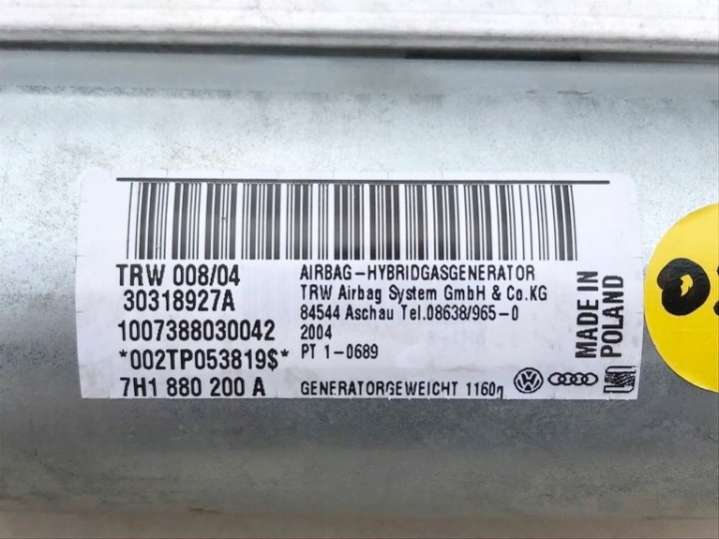 TRW 008/04
30318927A
1007388030042
*002TP053819$*
7H1 880 200 A
AIRBAG-HYBRIDGASGENERATOR
TRW Airbag System GmbH & Co.KG
84544 Aschau Tel.08638/965-0
2004
PT 1-0689
GENERATORGEWEICHT 1160g
MADE IN
POLAND